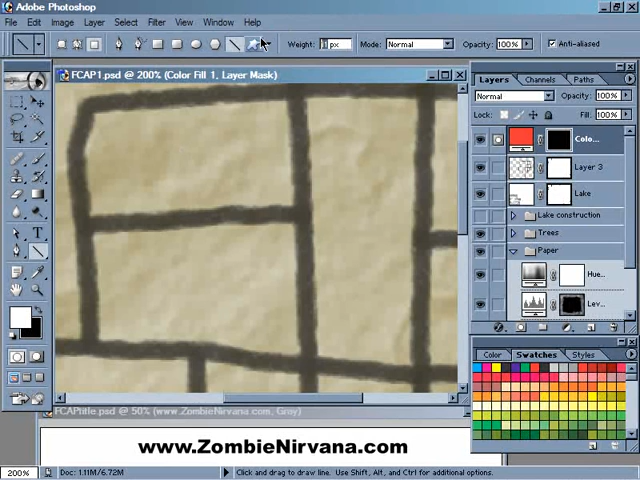 Adobe Photoshop
File Edit Image Layer Select Filter View Window Help
Weight: 1 px Mode: Normal Opacity: 100% Anti-aliased
FCAP1.psd @ 200% (Color Fill 1, Layer Mask)
Layers Channels Paths
Normal Opacity: 100%
Lock: Fill: 100%
Colo...
Layer 3
Lake
Lake construction
Trees
Paper
Hue...
Lev...
Color Swatches Styles
FCAPtitle.psd @ 50% (www.ZombieNirvana.com, Gray)
www.ZombieNirvana.com
200% Doc: 1.11M/6.72M Click and drag to draw line. Use Shift, Alt, and Ctrl for additional options.